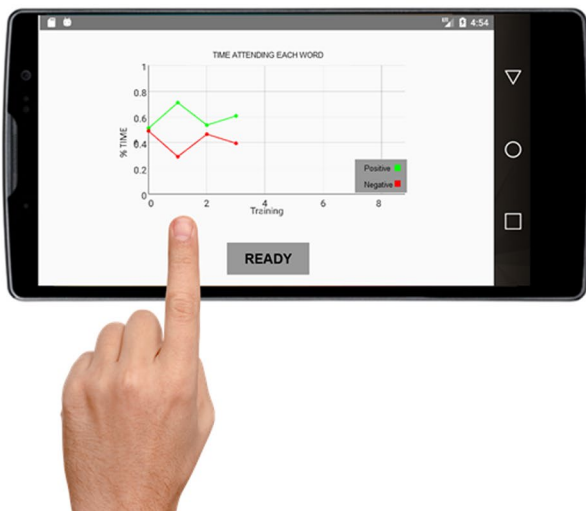 4:54
TIME ATTENDING EACH WORD
% TIME
1
0.8
0.6
0.4
0.2
0
0 2 4 6 8
Training
Positive
Negative
READY